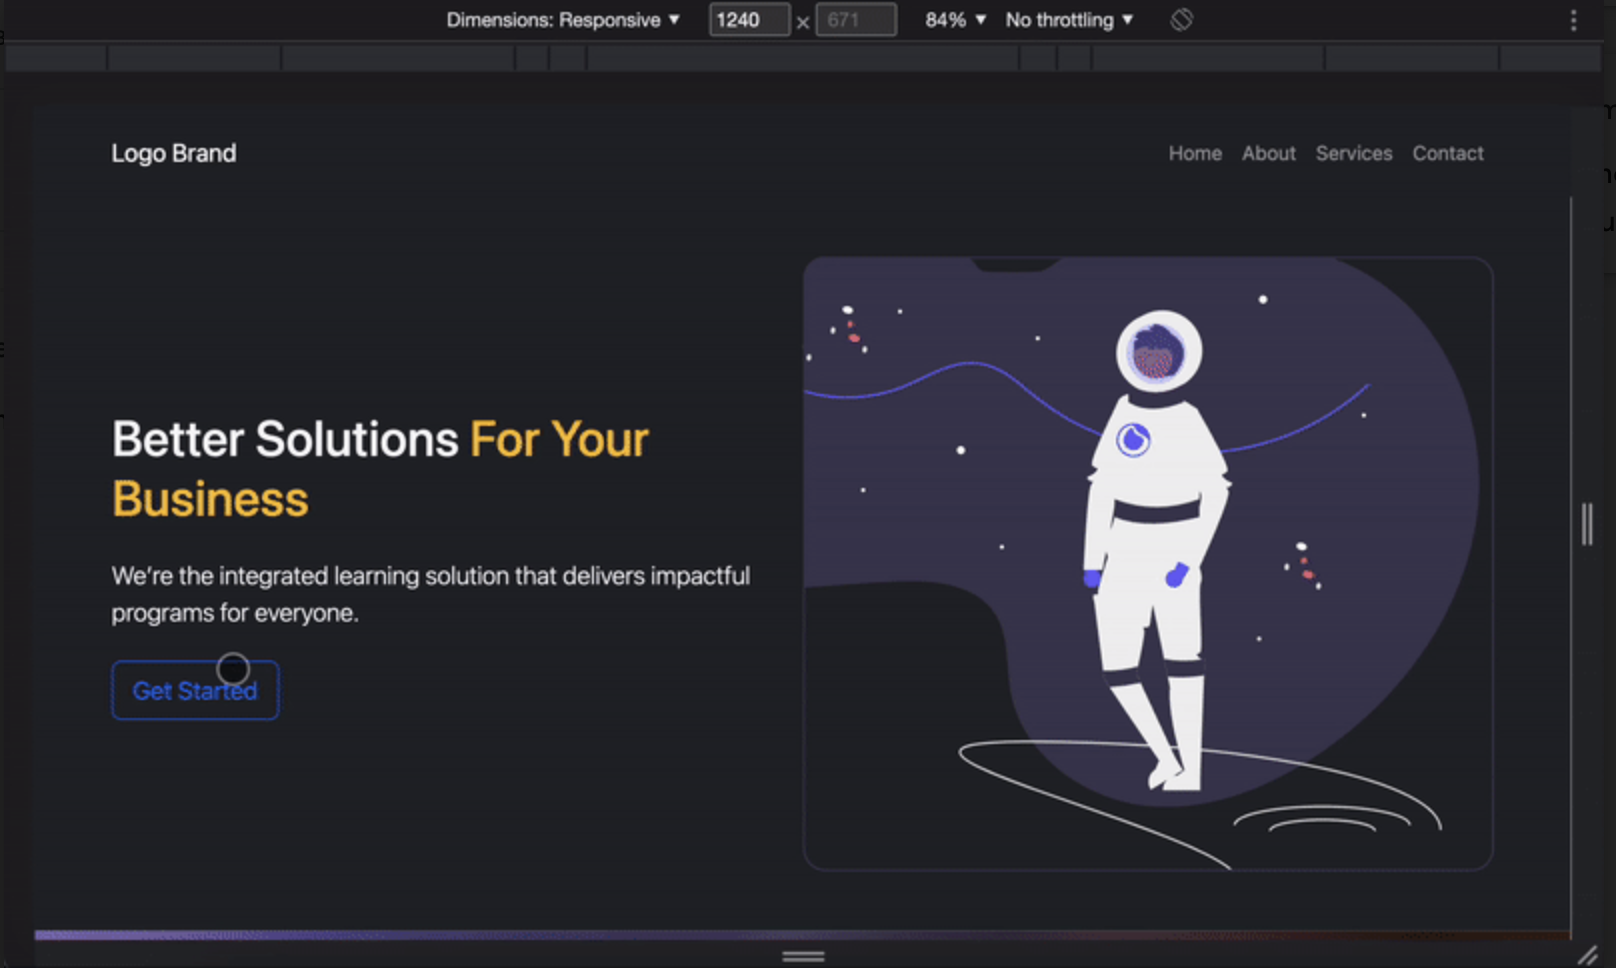 Dimensions: Responsive ▼ 1240 × 671 84% ▼ No throttling ▼
Logo Brand
Home About Services Contact
Better Solutions For Your
Business
We’re the integrated learning solution that delivers impactful
programs for everyone.
Get Started